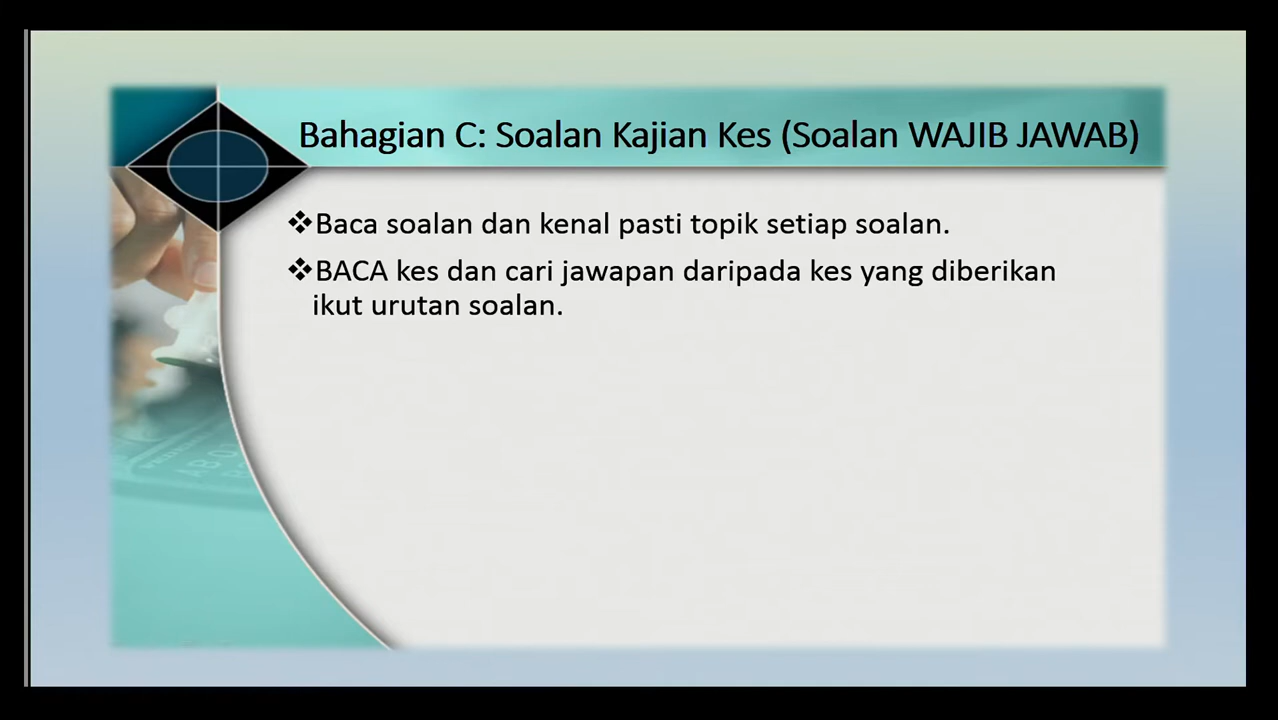 Bahagian C: Soalan Kajian Kes (Soalan WAJIB JAWAB)
❖Baca soalan dan kenal pasti topik setiap soalan.
❖BACA kes dan cari jawapan daripada kes yang diberikan
ikut urutan soalan.